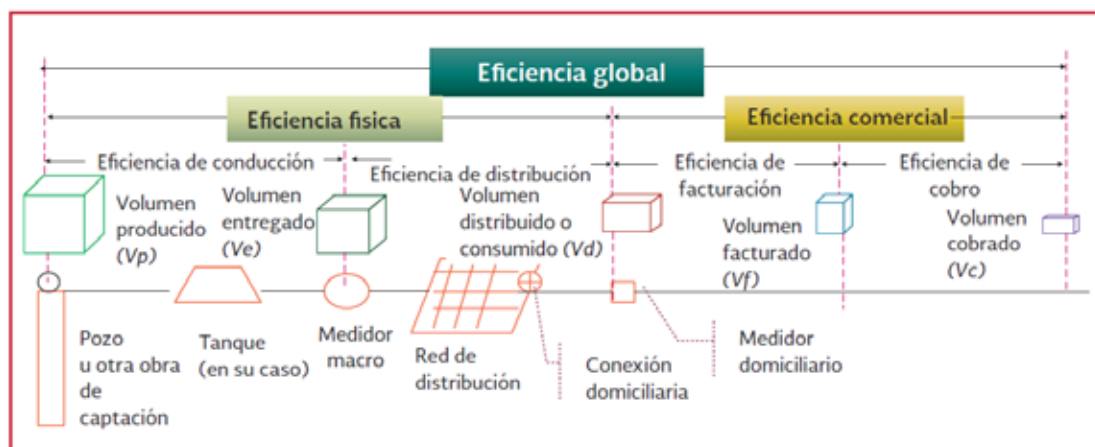 Eficiencia global
Eficiencia fisica
Eficiencia comercial
Eficiencia de conducción
Eficiencia de distribución
Eficiencia de
facturación
Eficiencia de
cobro
Volumen
producido
(Vp)
Volumen
entregado
(Ve)
Volumen
distribuido o
consumido (Vd)
Volumen
facturado
(Vf)
Volumen
cobrado
(Vc)
Pozo
u otra obra
de
captación
Tanque
(en su caso)
Medidor
macro
Red de
distribución
Conexión
domiciliaria
Medidor
domiciliario